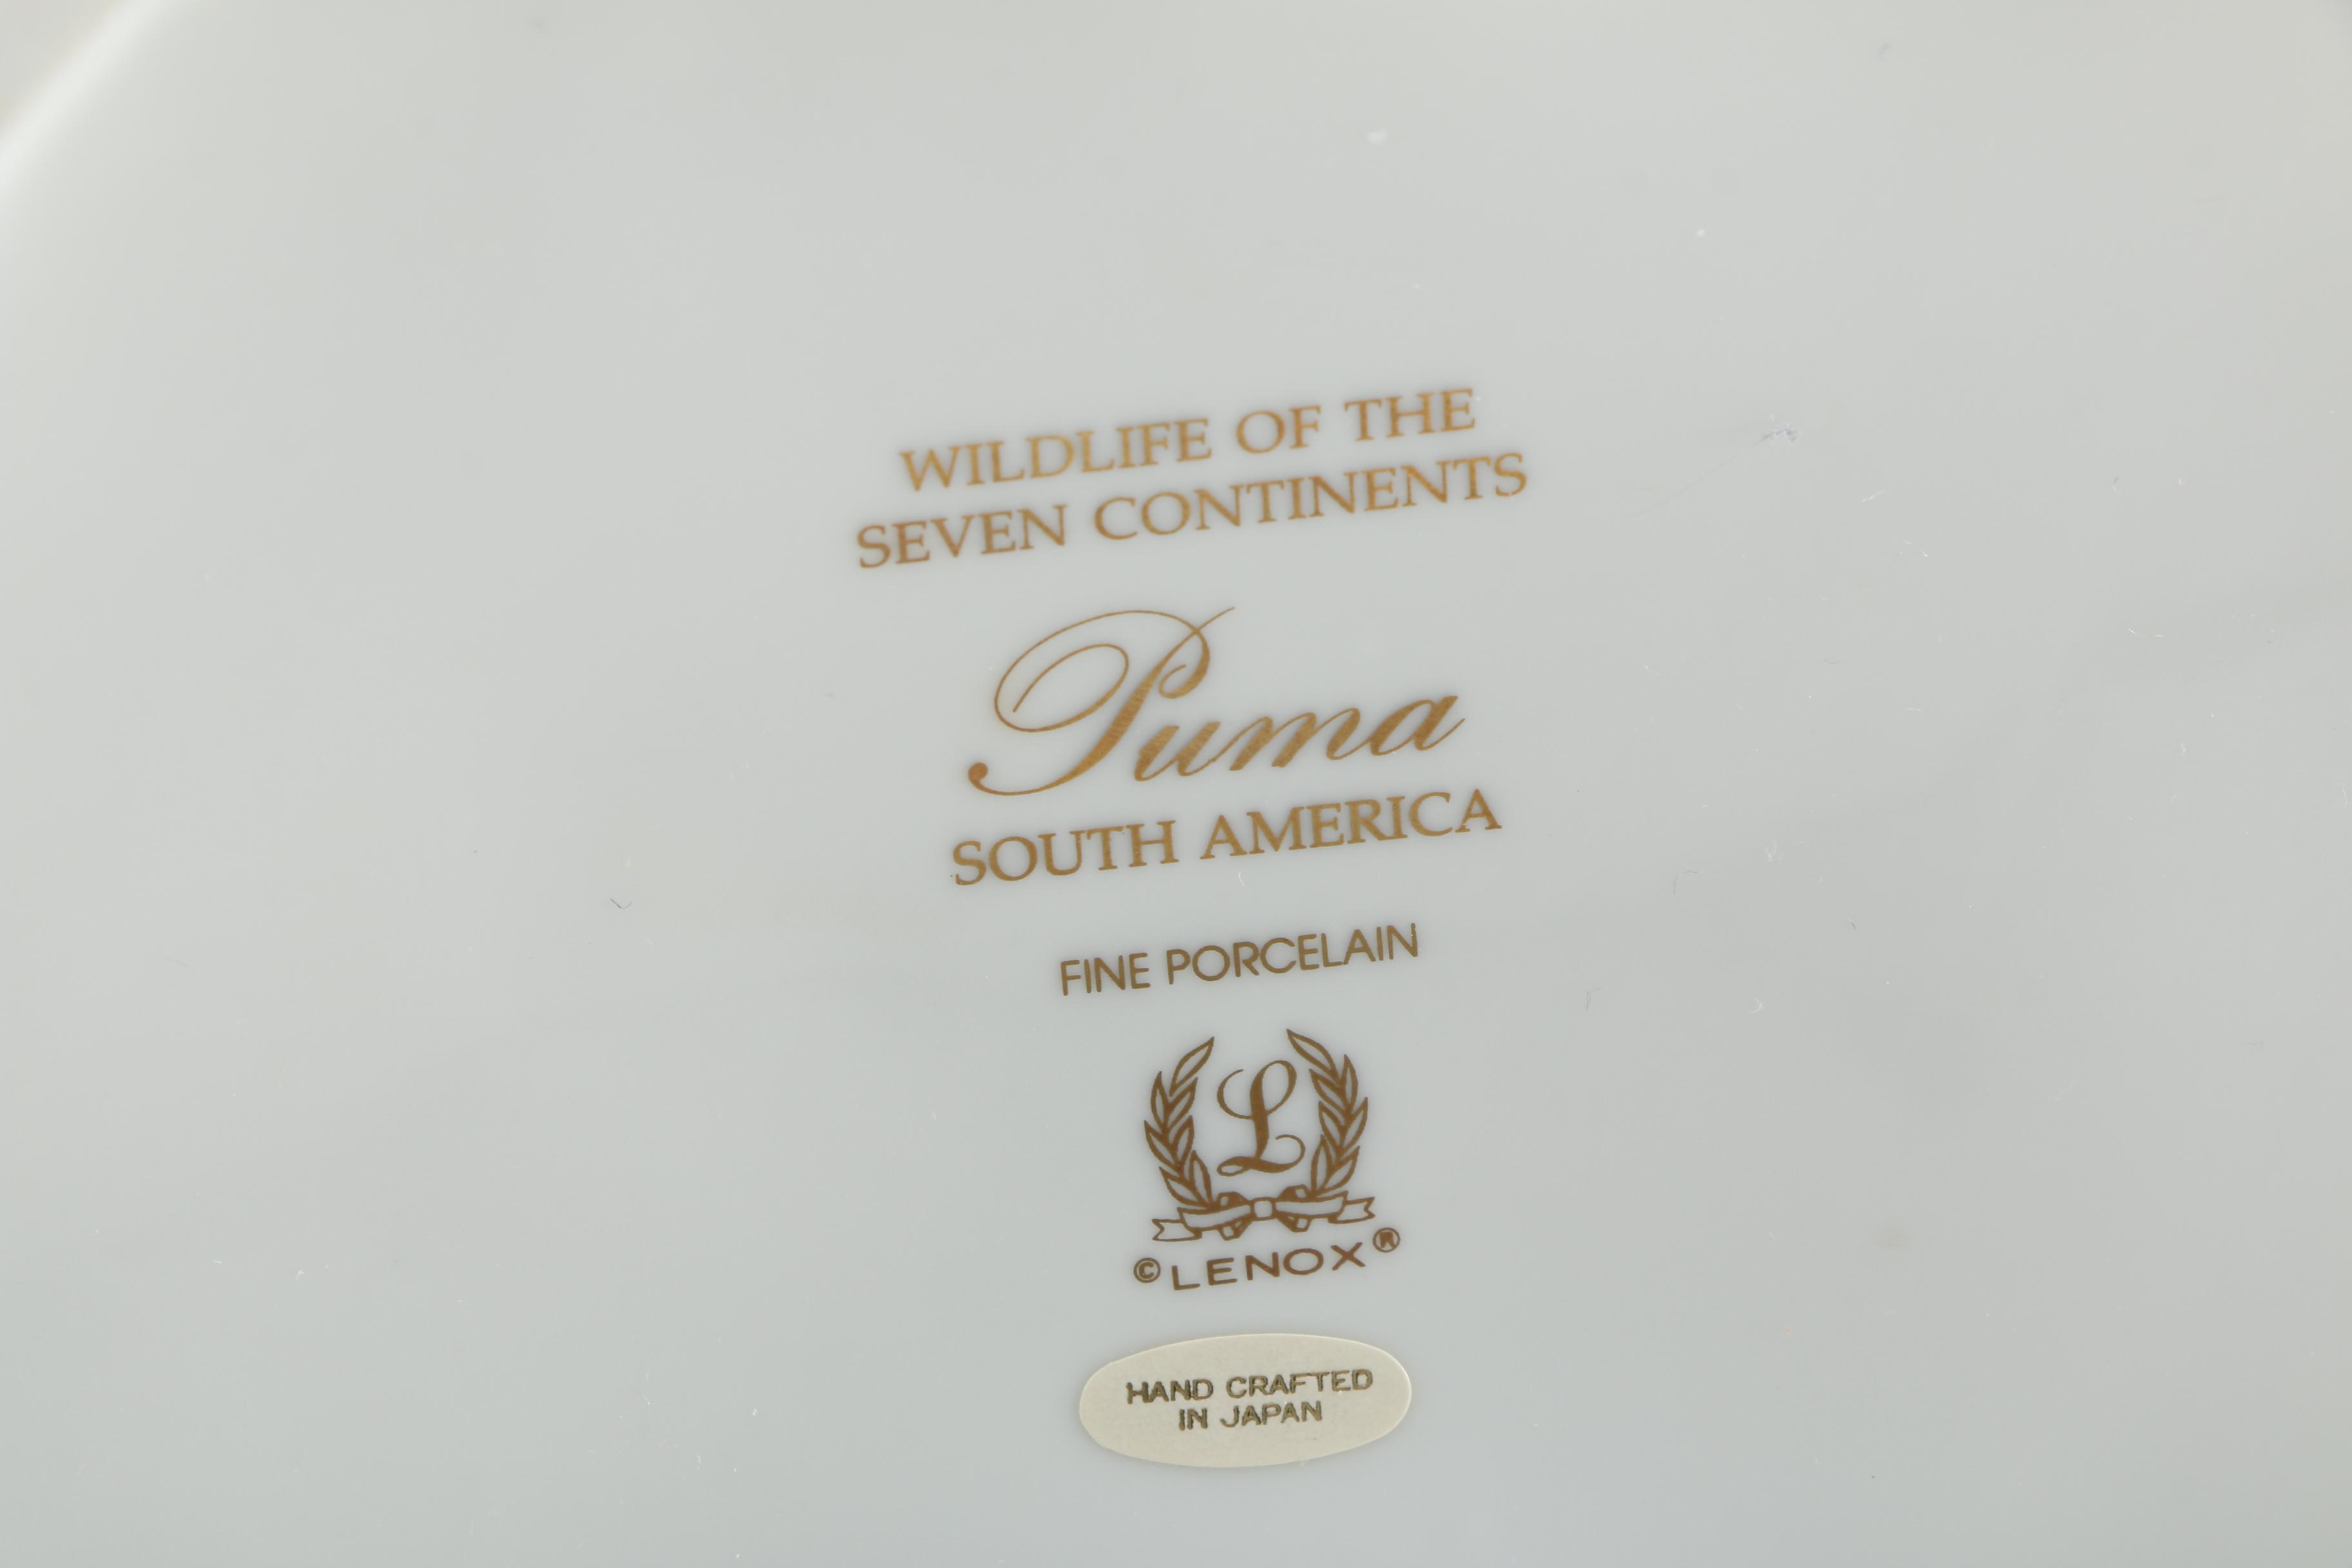 WILDLIFE OF THE
SEVEN CONTINENTS
Puma
SOUTH AMERICA
FINE PORCELAIN
L
© LENOX ®
HAND CRAFTED
IN JAPAN